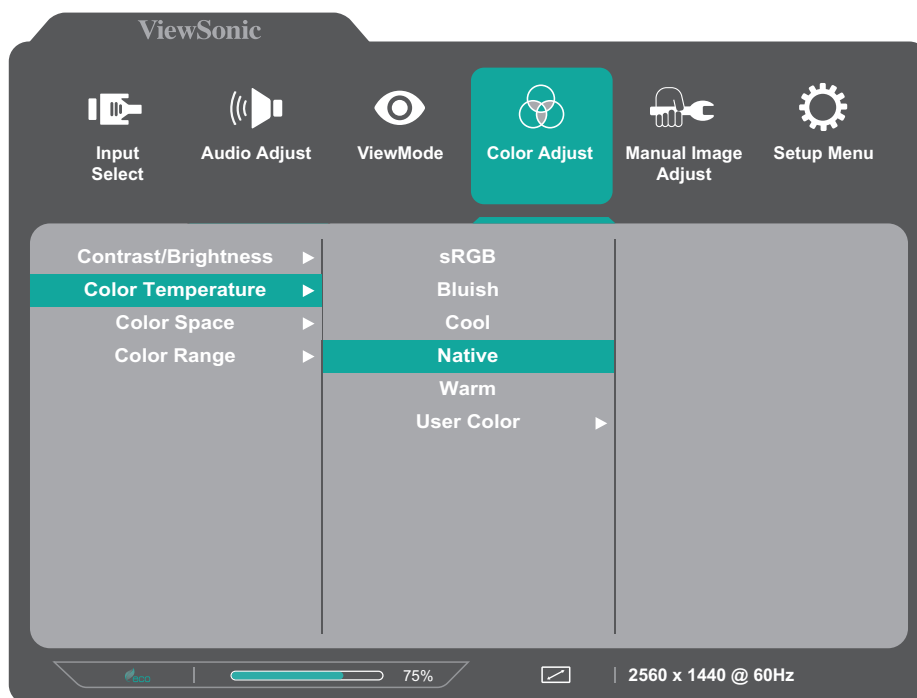 ViewSonic
Input Select
Audio Adjust
ViewMode
Color Adjust
Manual Image Adjust
Setup Menu
Contrast/Brightness
Color Temperature
Color Space
Color Range
sRGB
Bluish
Cool
Native
Warm
User Color
eco
75%
2560 x 1440 @ 60Hz